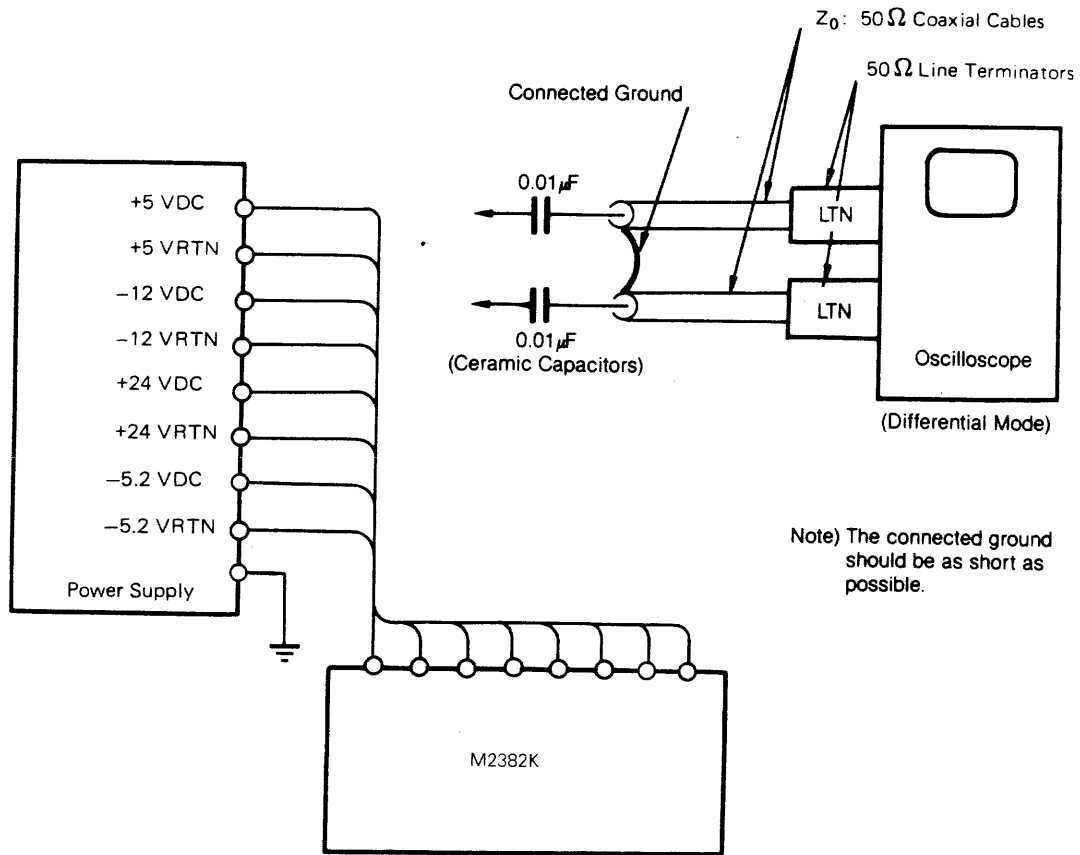 Z₀: 50Ω Coaxial Cables
50Ω Line Terminators
Connected Ground
0.01μF
LTN
LTN
0.01μF
(Ceramic Capacitors)
Oscilloscope
(Differential Mode)
+5 VDC
+5 VRTN
−12 VDC
−12 VRTN
+24 VDC
+24 VRTN
−5.2 VDC
−5.2 VRTN
Power Supply
Note) The connected ground
should be as short as
possible.
M2382K